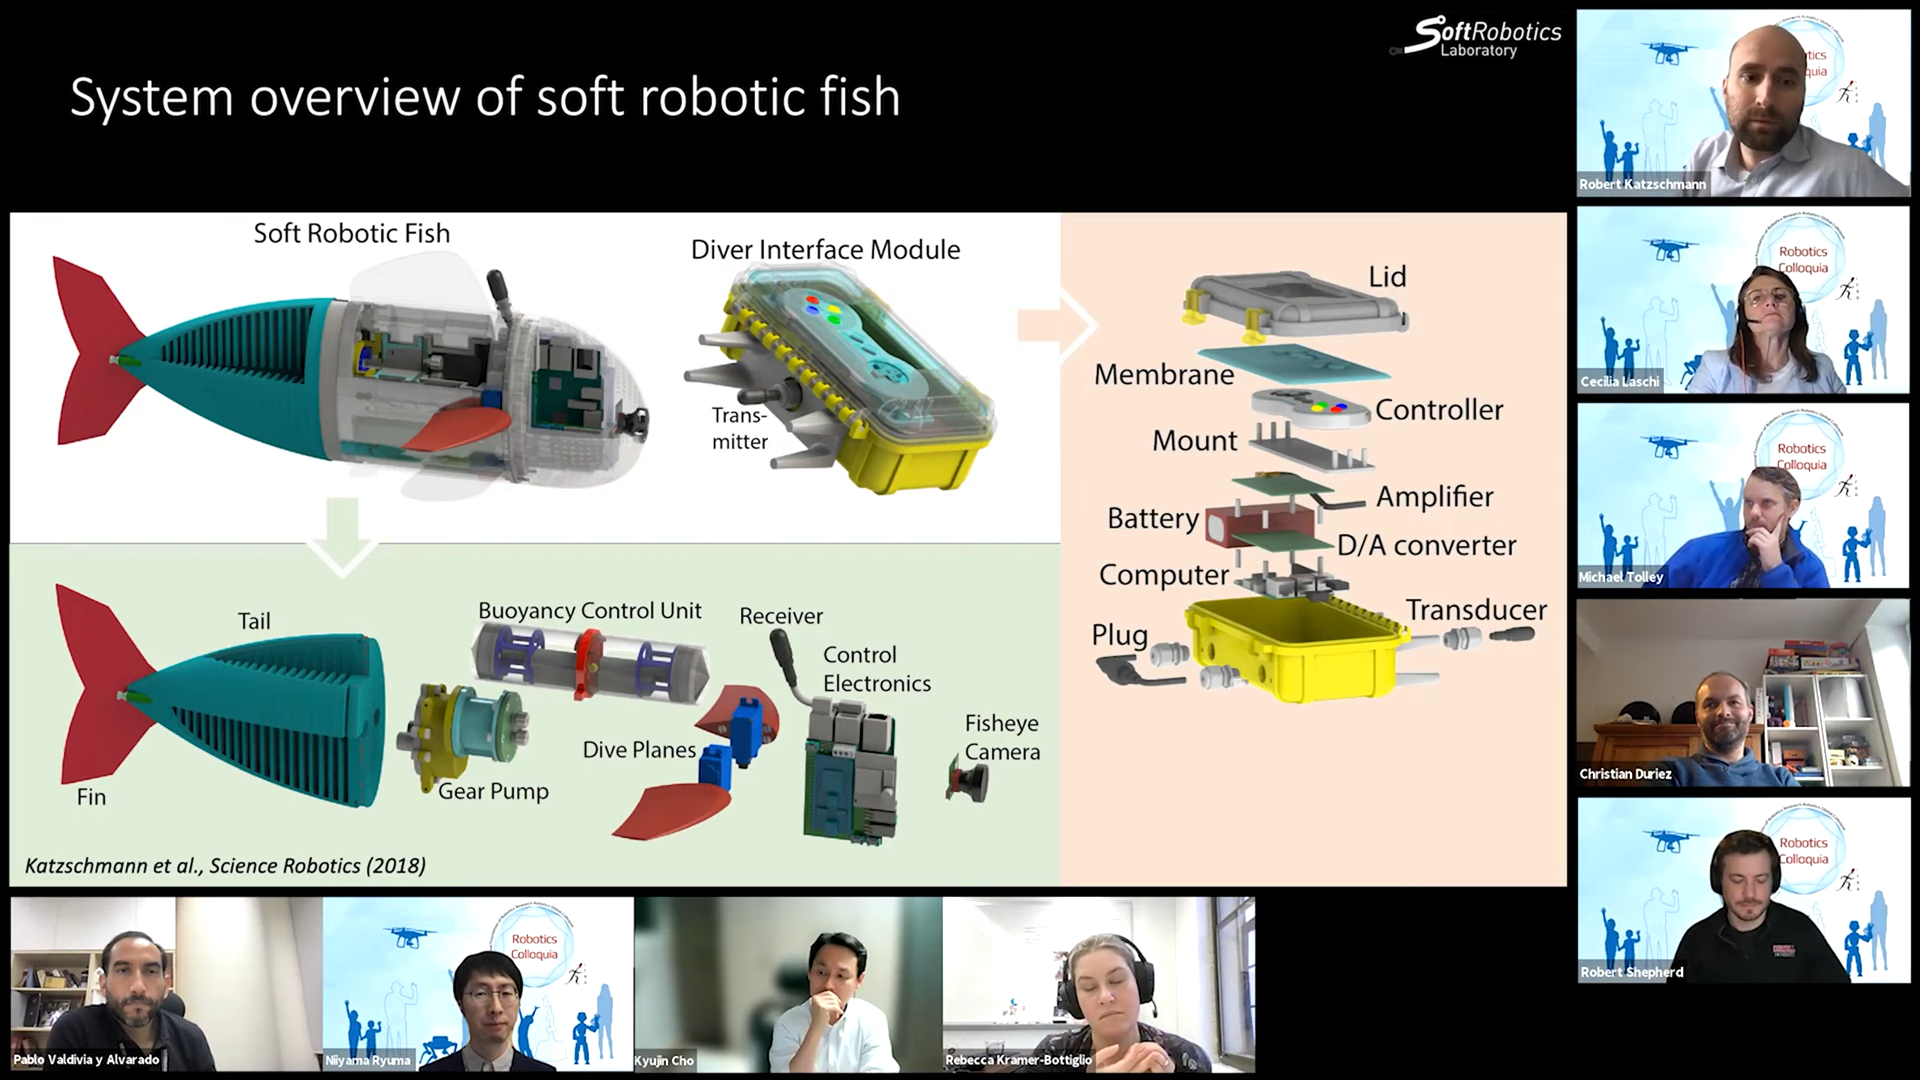 SoftRobotics
Laboratory
System overview of soft robotic fish
Soft Robotic Fish
Diver Interface Module
Trans-
mitter
Lid
Membrane
Controller
Mount
Amplifier
Battery
D/A converter
Computer
Transducer
Plug
Tail
Buoyancy Control Unit
Receiver
Control
Electronics
Fisheye
Camera
Dive Planes
Gear Pump
Fin
Katzschmann et al., Science Robotics (2018)
tics
quia
Robert Katzschmann
Robotics
Colloquia
Cecilia Laschi
Robotics
Colloquia
Michael Tolley
Christian Duriez
Robotics
Colloquia
Robert Shepherd
Pablo Valdivia y Alvarado
Robotics
Colloquia
Niiyama Ryuma
Kyujin Cho
Rebecca Kramer-Bottiglio